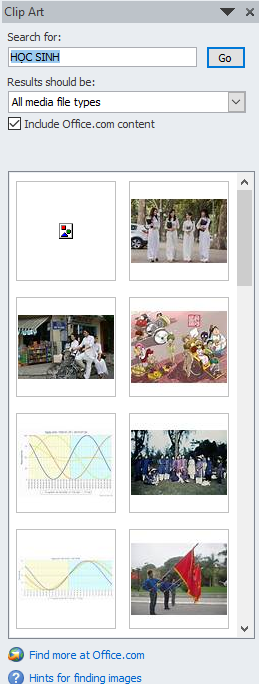 Clip Art
Search for:
HỌC SINH
Go
Results should be:
All media file types
Include Office.com content
Find more at Office.com
Hints for finding images